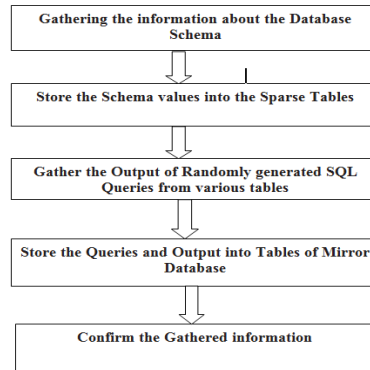 Gathering the information about the Database
Schema
Store the Schema values into the Sparse Tables
Gather the Output of Randomly generated SQL
Queries from various tables
Store the Queries and Output into Tables of Mirror
Database
Confirm the Gathered information